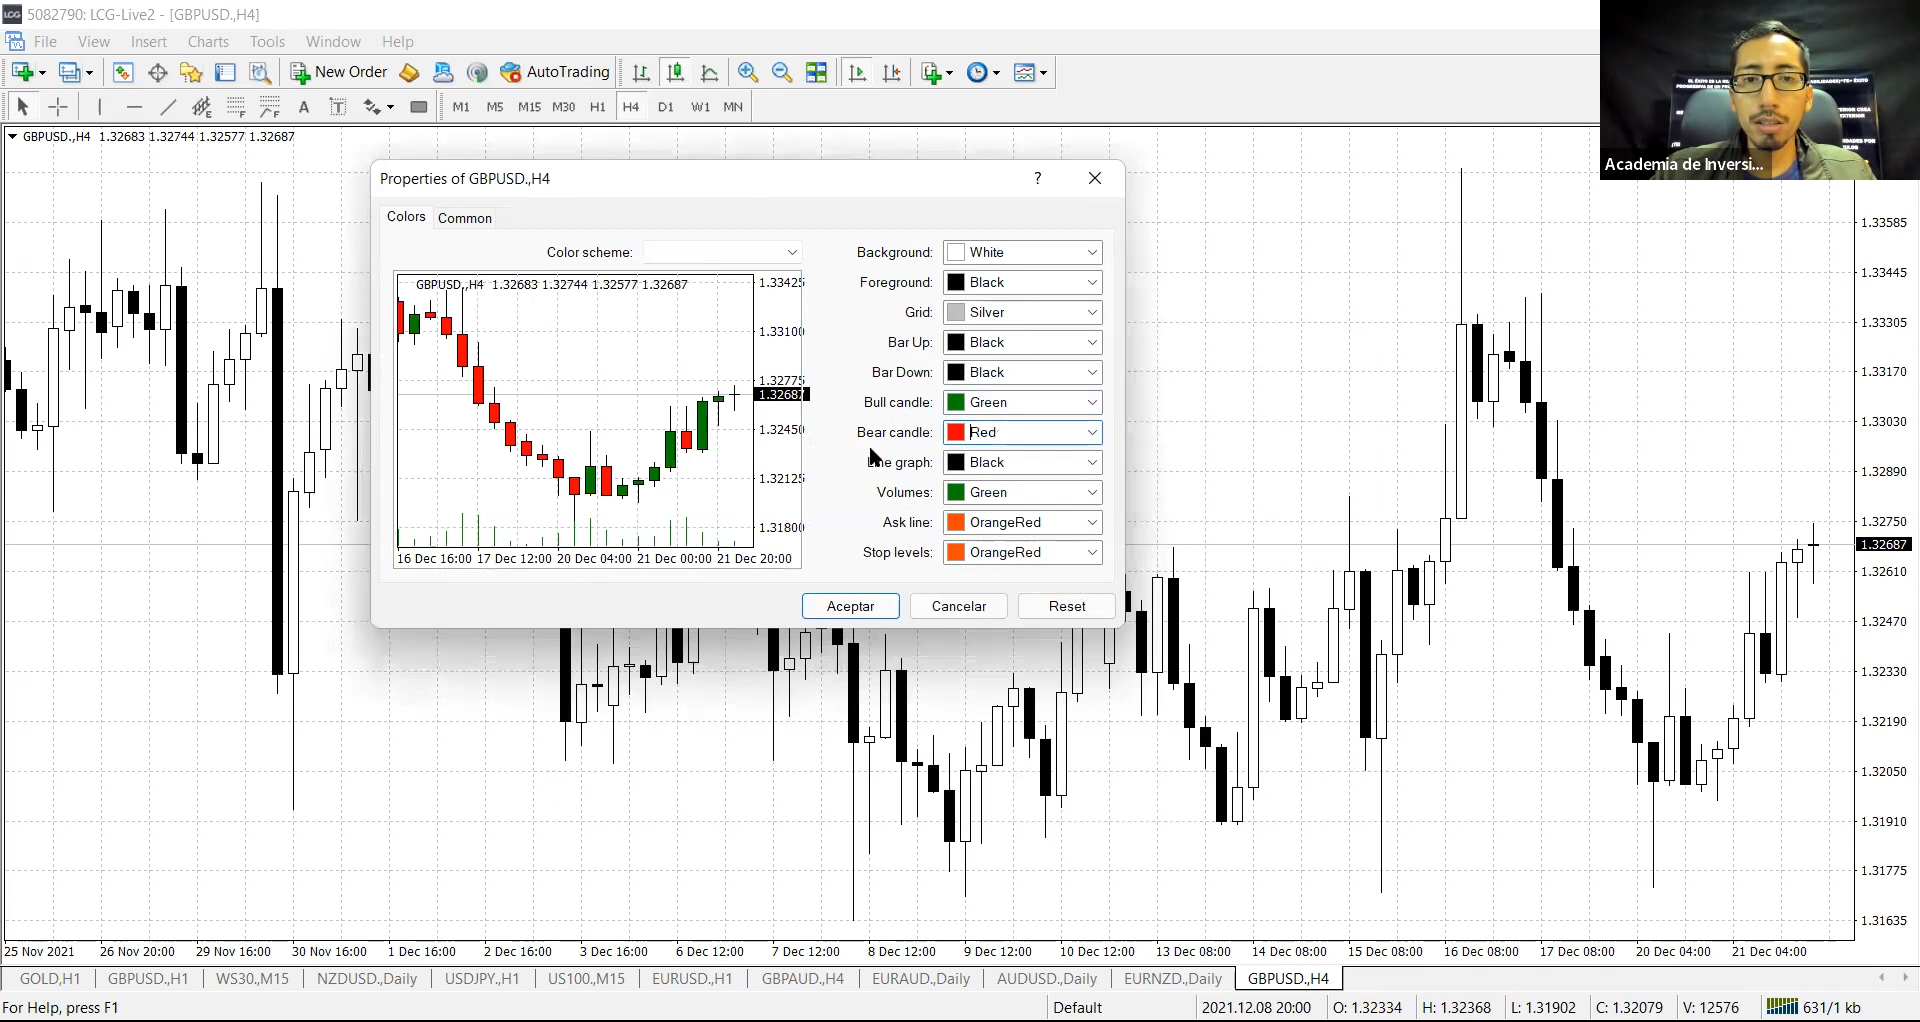 5082790: LCG-Live2 - [GBPUSD.,H4]
File View Insert Charts Tools Window Help
New Order AutoTrading
A T M1 M5 M15 M30 H1 H4 D1 W1 MN
GBPUSD.,H4 1.32683 1.32744 1.32577 1.32687
Academia de Inversi...
Properties of GBPUSD.,H4 ?
Colors Common
Color scheme:
GBPUSD.,H4 1.32683 1.32744 1.32577 1.32687
1.33425
1.33100
1.32775
1.32687
1.32450
1.32125
1.31800
16 Dec 16:00 17 Dec 12:00 20 Dec 04:00 21 Dec 00:00 21 Dec 20:00
Background: White
Foreground: Black
Grid: Silver
Bar Up: Black
Bar Down: Black
Bull candle: Green
Bear candle: Red
Line graph: Black
Volumes: Green
Ask line: OrangeRed
Stop levels: OrangeRed
Aceptar Cancelar Reset
1.33585
1.33445
1.33305
1.33170
1.33030
1.32890
1.32750
1.32687
1.32610
1.32470
1.32330
1.32190
1.32050
1.31910
1.31775
1.31635
25 Nov 2021 26 Nov 20:00 29 Nov 16:00 30 Nov 16:00 1 Dec 16:00 2 Dec 16:00 3 Dec 16:00 6 Dec 12:00 7 Dec 12:00 8 Dec 12:00 9 Dec 12:00 10 Dec 12:00 13 Dec 08:00 14 Dec 08:00 15 Dec 08:00 16 Dec 08:00 17 Dec 08:00 20 Dec 04:00 21 Dec 04:00
GOLD,H1 GBPUSD.,H1 WS30.,M15 NZDUSD.,Daily USDJPY.,H1 US100.,M15 EURUSD.,H1 GBPAUD.,H4 EURAUD.,Daily AUDUSD.,Daily EURNZD.,Daily GBPUSD.,H4
For Help, press F1 Default 2021.12.08 20:00 O: 1.32334 H: 1.32368 L: 1.31902 C: 1.32079 V: 12576 631/1 kb